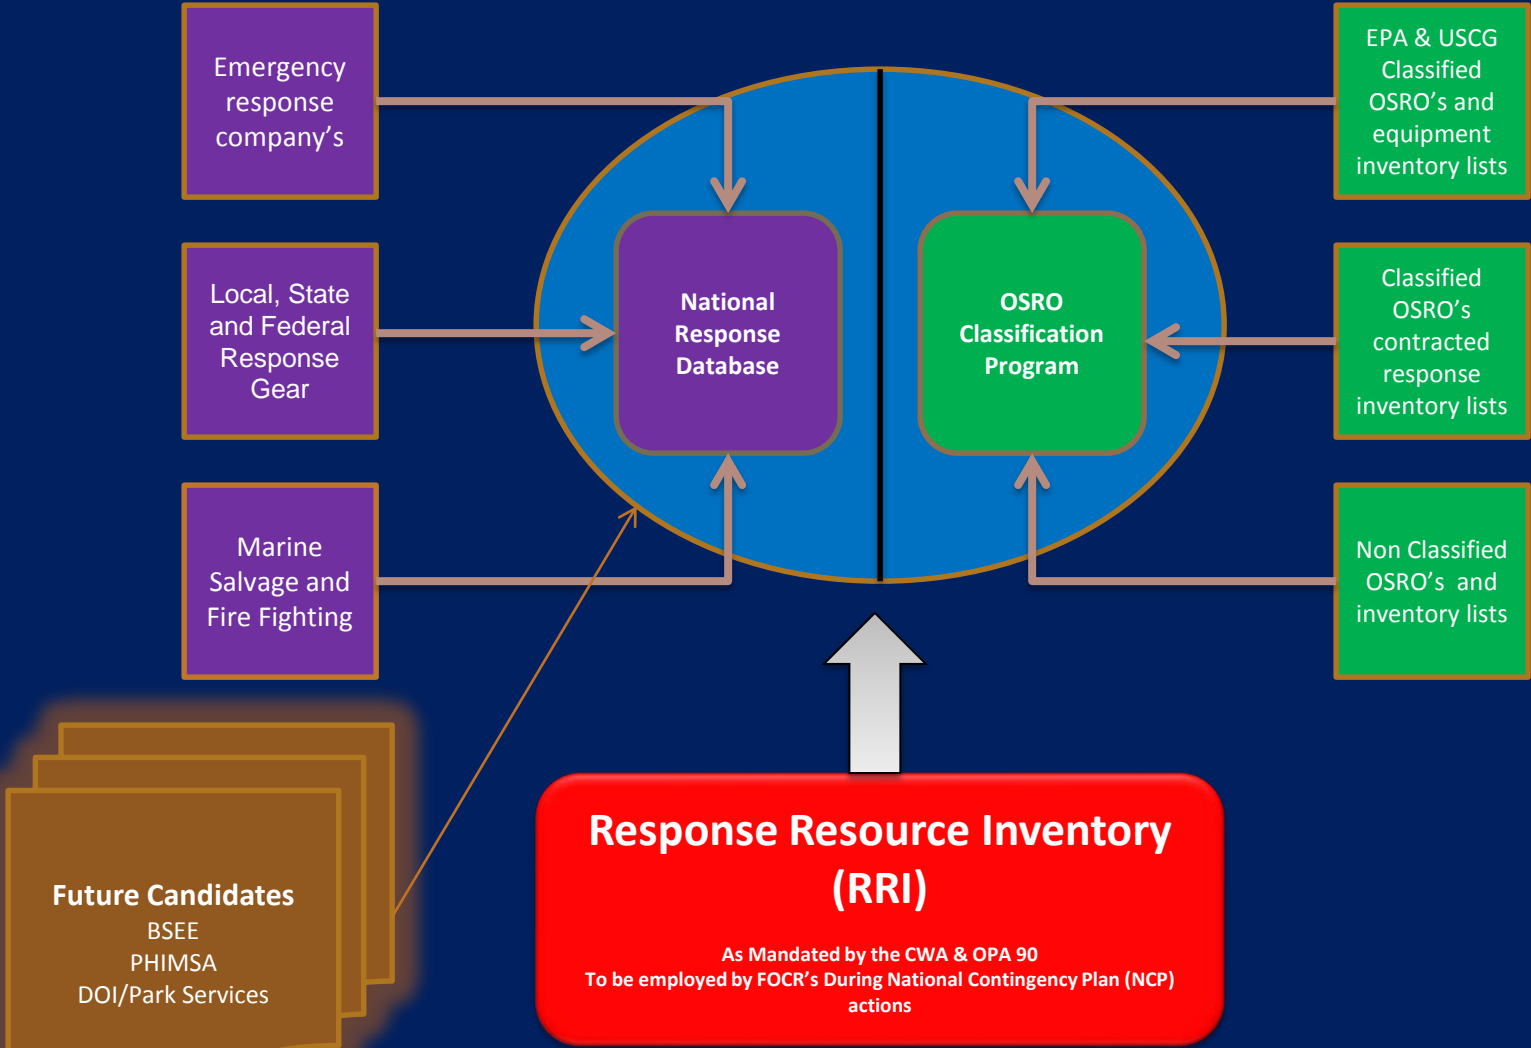 Emergency
response
company’s
Local, State
and Federal
Response
Gear
Marine
Salvage and
Fire Fighting
National
Response
Database
OSRO
Classification
Program
EPA & USCG
Classified
OSRO’s and
equipment
inventory lists
Classified
OSRO’s
contracted
response
inventory lists
Non Classified
OSRO’s and
inventory lists
Future Candidates
BSEE
PHIMSA
DOI/Park Services
Response Resource Inventory
(RRI)
As Mandated by the CWA & OPA 90
To be employed by FOCR’s During National Contingency Plan (NCP)
actions